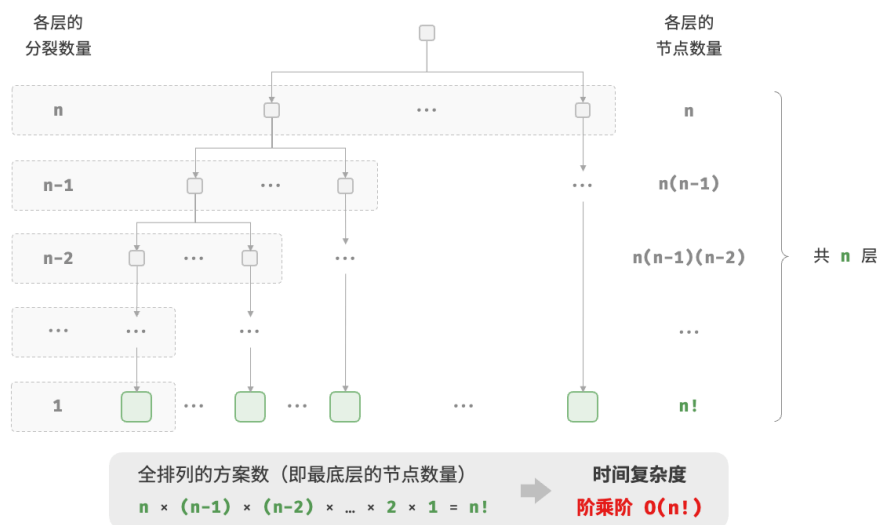 各层的
分裂数量
各层的
节点数量
n
...
n
n-1
...
...
n(n-1)
n-2
...
...
n(n-1)(n-2)
共 n 层
...
...
...
...
1
...
...
...
n!
全排列的方案数（即最底层的节点数量）
n × (n-1) × (n-2) × … × 2 × 1 = n!
时间复杂度
阶乘阶 O(n!)